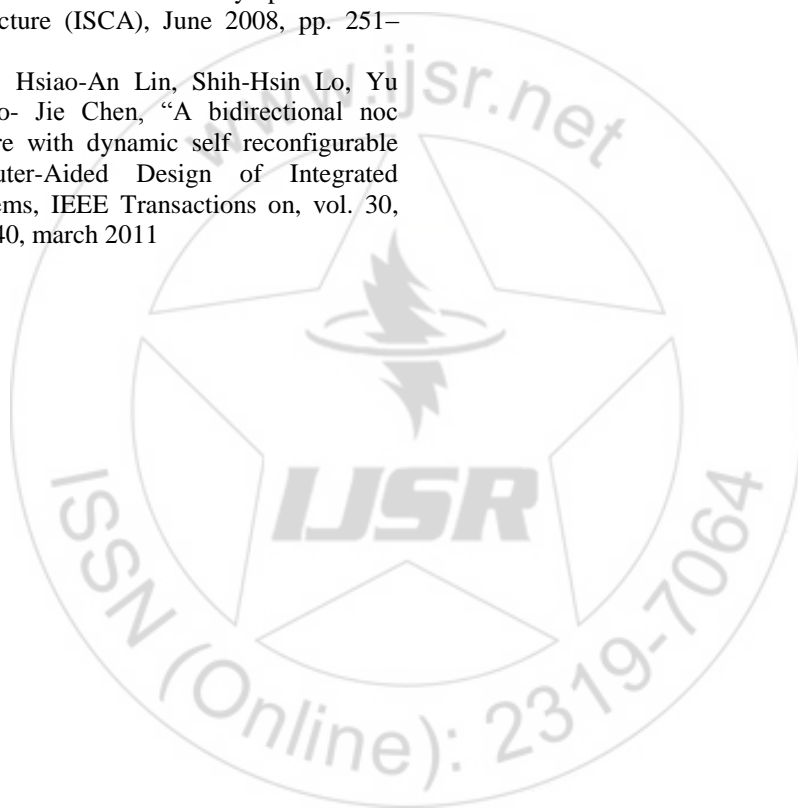 cture (ISCA), June 2008, pp. 251–
Hsiao-An Lin, Shih-Hsin Lo, Yu
o- Jie Chen, “A bidirectional noc
re with dynamic self reconfigurable
uter-Aided Design of Integrated
ems, IEEE Transactions on, vol. 30,
40, march 2011
www.ijsr.net
IJSR
ISSN (Online): 2319-7064